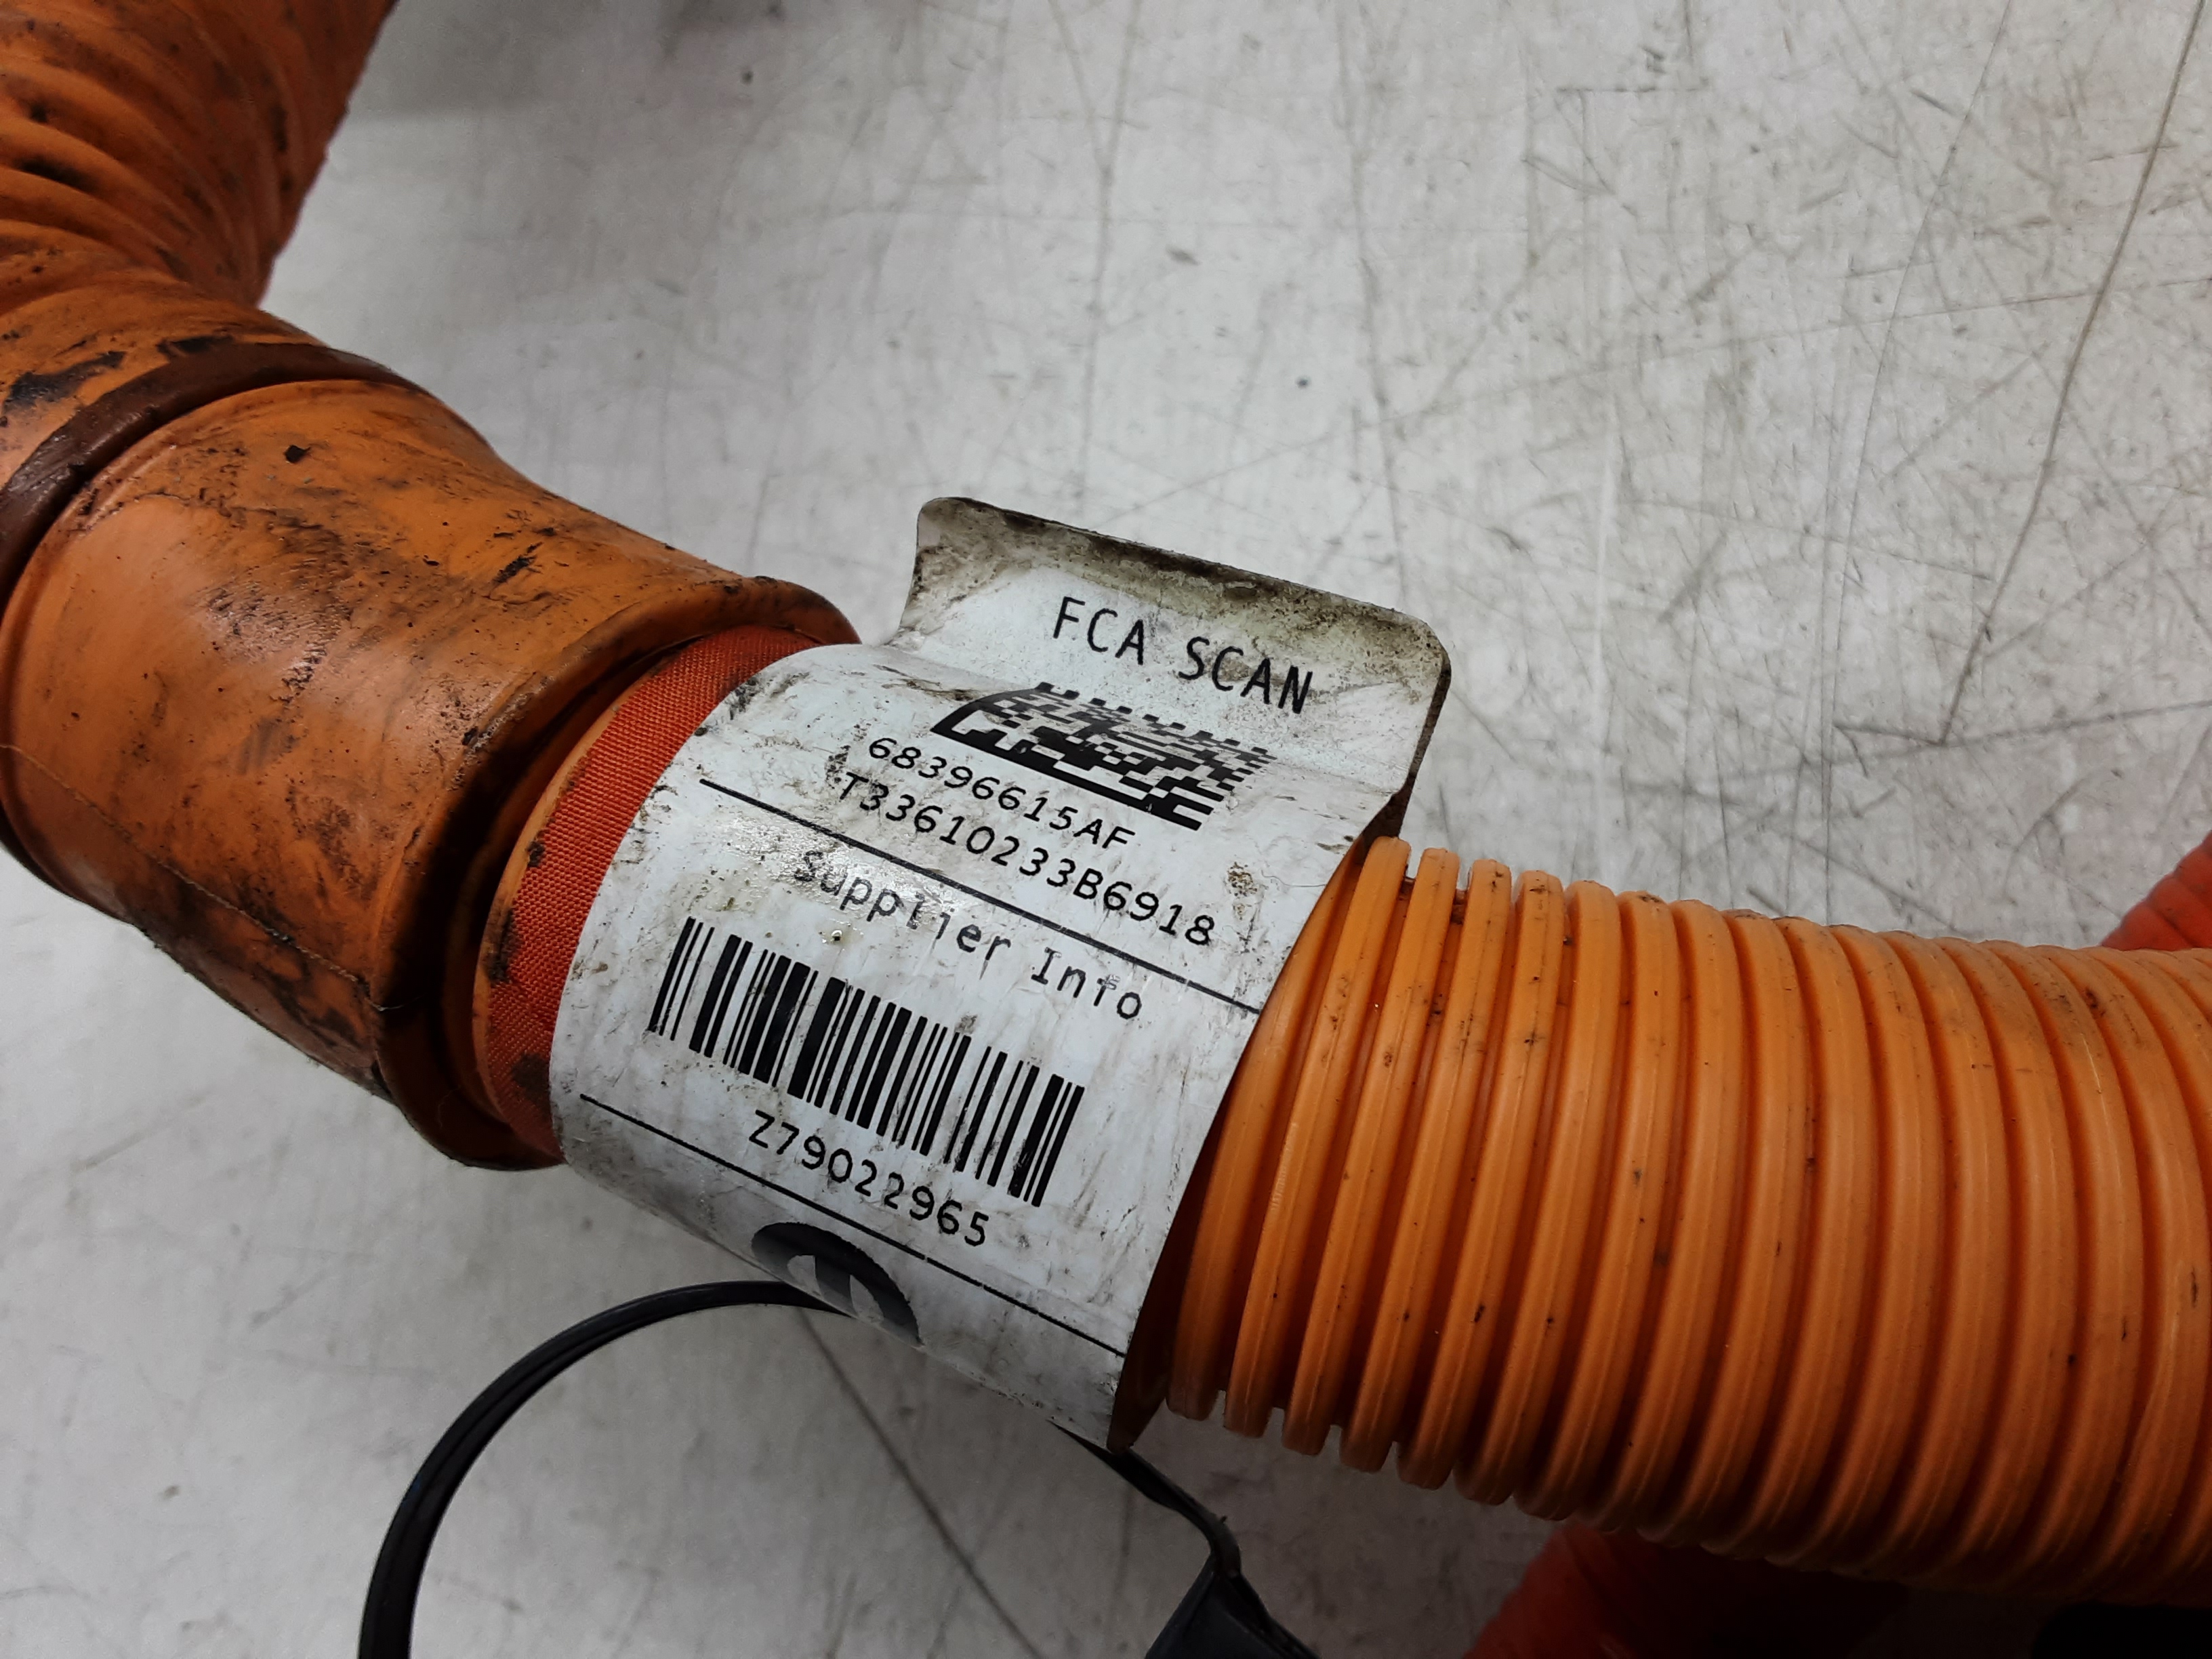 FCA SCAN
68396615AF
T33610233B6918
Supplier Info
Z79022965